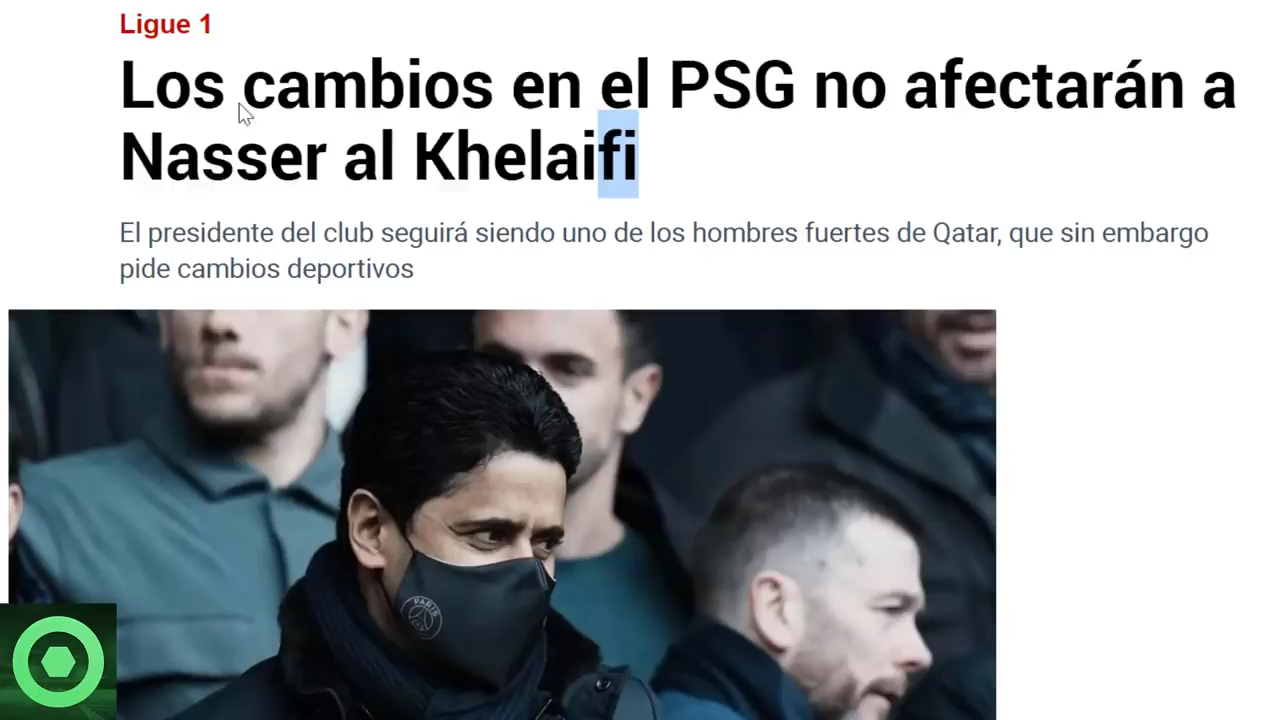 Ligue 1
Los cambios en el PSG no afectarán a
Nasser al Khelaifi
El presidente del club seguirá siendo uno de los hombres fuertes de Qatar, que sin embargo
pide cambios deportivos
PARIS